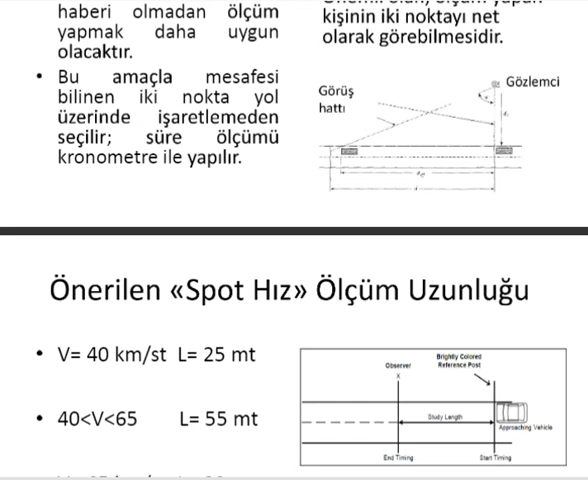 haberi olmadan ölçüm
yapmak daha uygun
olacaktır.
• Bu amaçla mesafesi
bilinen iki nokta yol
üzerinde işaretlemeden
seçilir; süre ölçümü
kronometre ile yapılır.
kişinin iki noktayı net
olarak görebilmesidir.
Görüş
hattı
Gözlemci
Önerilen «Spot Hız» Ölçüm Uzunluğu
• V= 40 km/st L= 25 mt
• 40<V<65 L= 55 mt
Observer
X
Brightly Colored
Reference Post
Study Length
Approaching Vehicle
End Timing
Start Timing